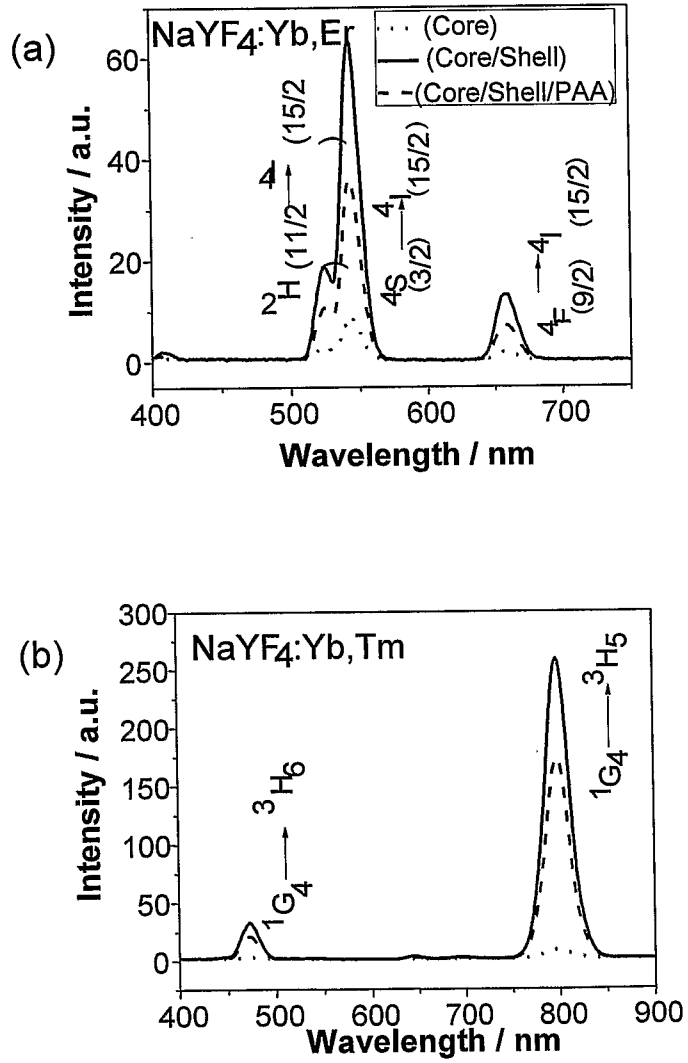 (a)
NaYF4:Yb,Er
(Core)
(Core/Shell)
(Core/Shell/PAA)
60
40
20
0
Intensity / a.u.
2H (11/2) → 4I (15/2)
4S (3/2) → 4I (15/2)
4F (9/2) → 4I (15/2)
400 500 600 700
Wavelength / nm
(b)
NaYF4:Yb,Tm
300
250
200
150
100
50
0
Intensity / a.u.
1G4 → 3H6
1G4 → 3H5
400 500 600 700 800 900
Wavelength / nm